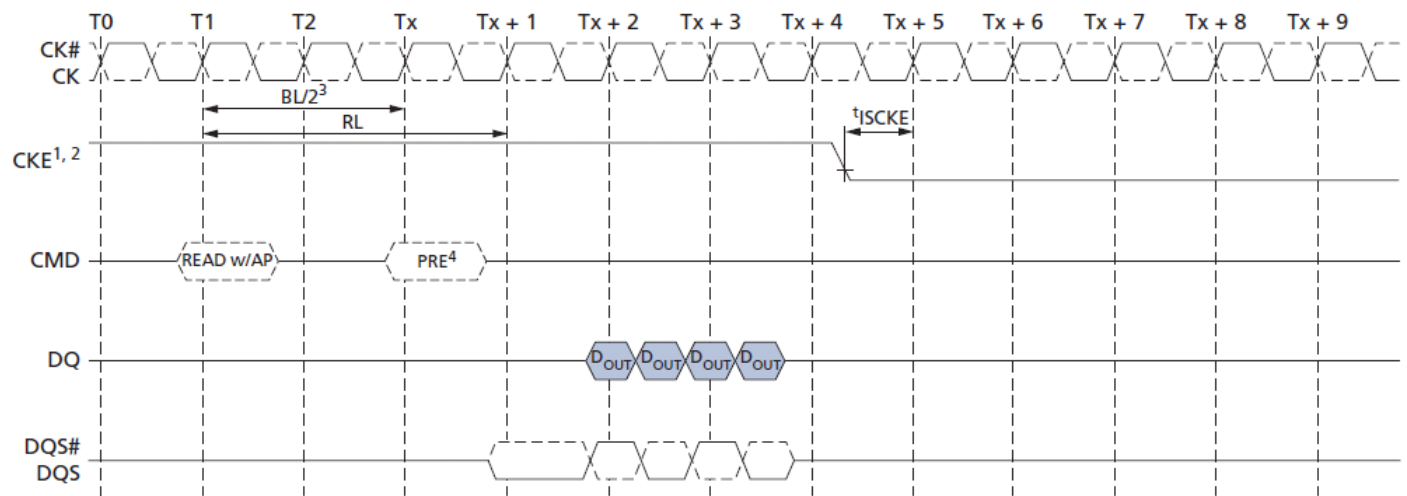 T0 T1 T2 Tx Tx + 1 Tx + 2 Tx + 3 Tx + 4 Tx + 5 Tx + 6 Tx + 7 Tx + 8 Tx + 9
CK#
CK
BL/2³
RL
tISCKE
CKE1, 2
CMD READ w/AP PRE⁴
DQ DOUT DOUT DOUT DOUT
DQS#
DQS